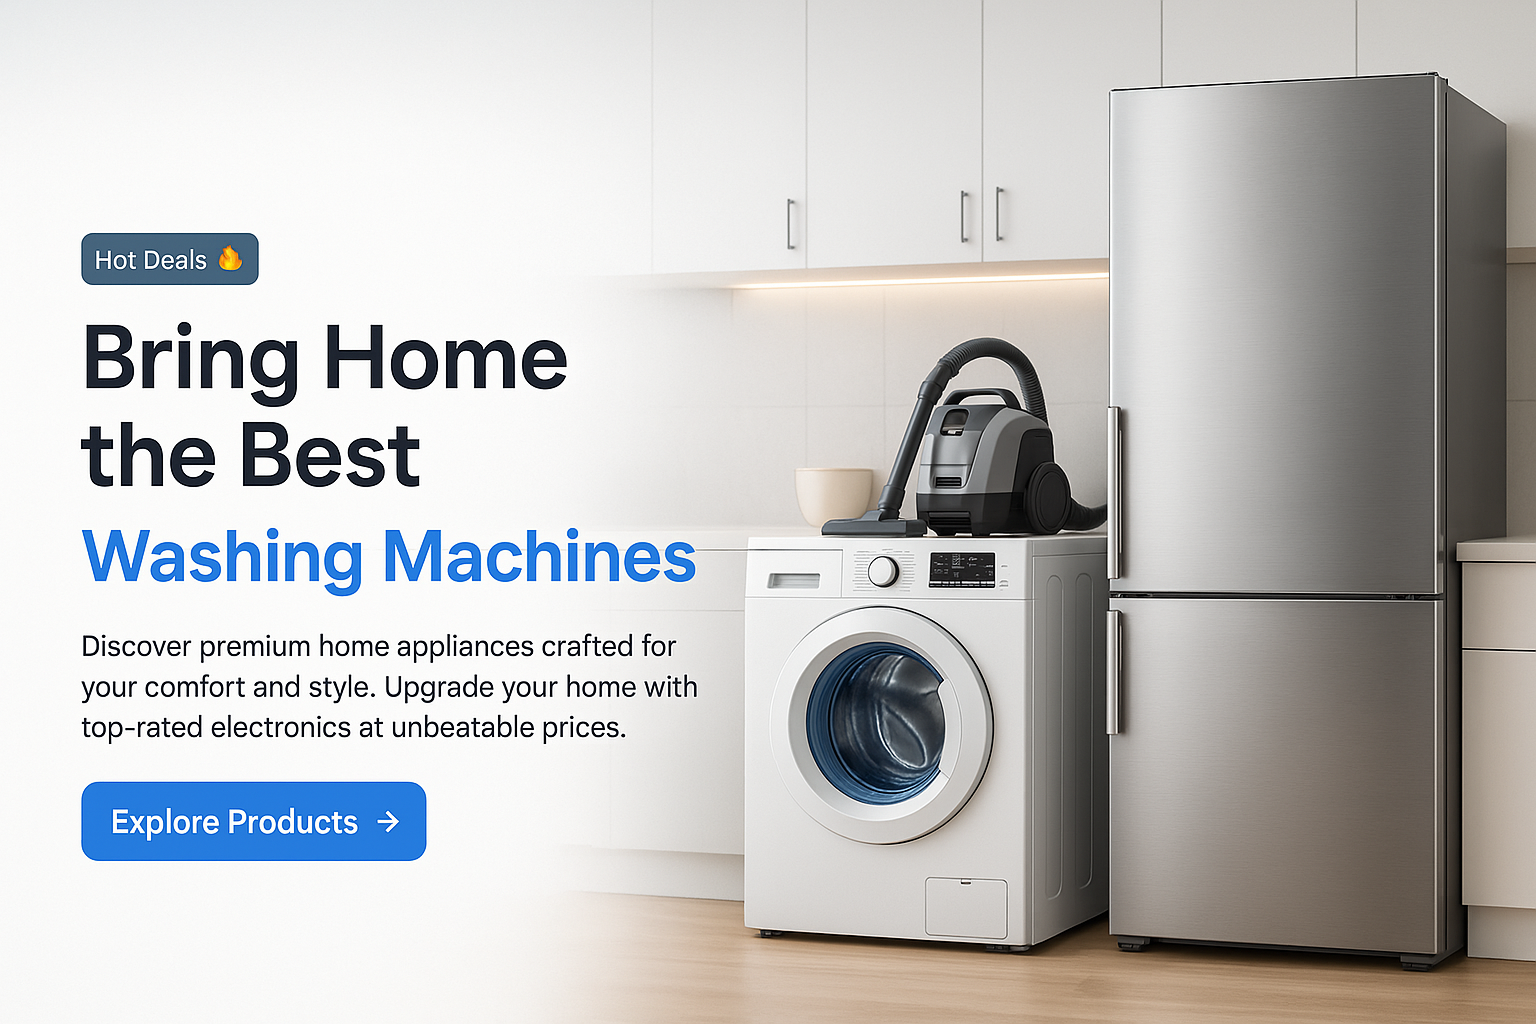 Hot Deals 🔥
Bring Home
the Best
Washing Machines
Discover premium home appliances crafted for
your comfort and style. Upgrade your home with
top-rated electronics at unbeatable prices.
Explore Products →